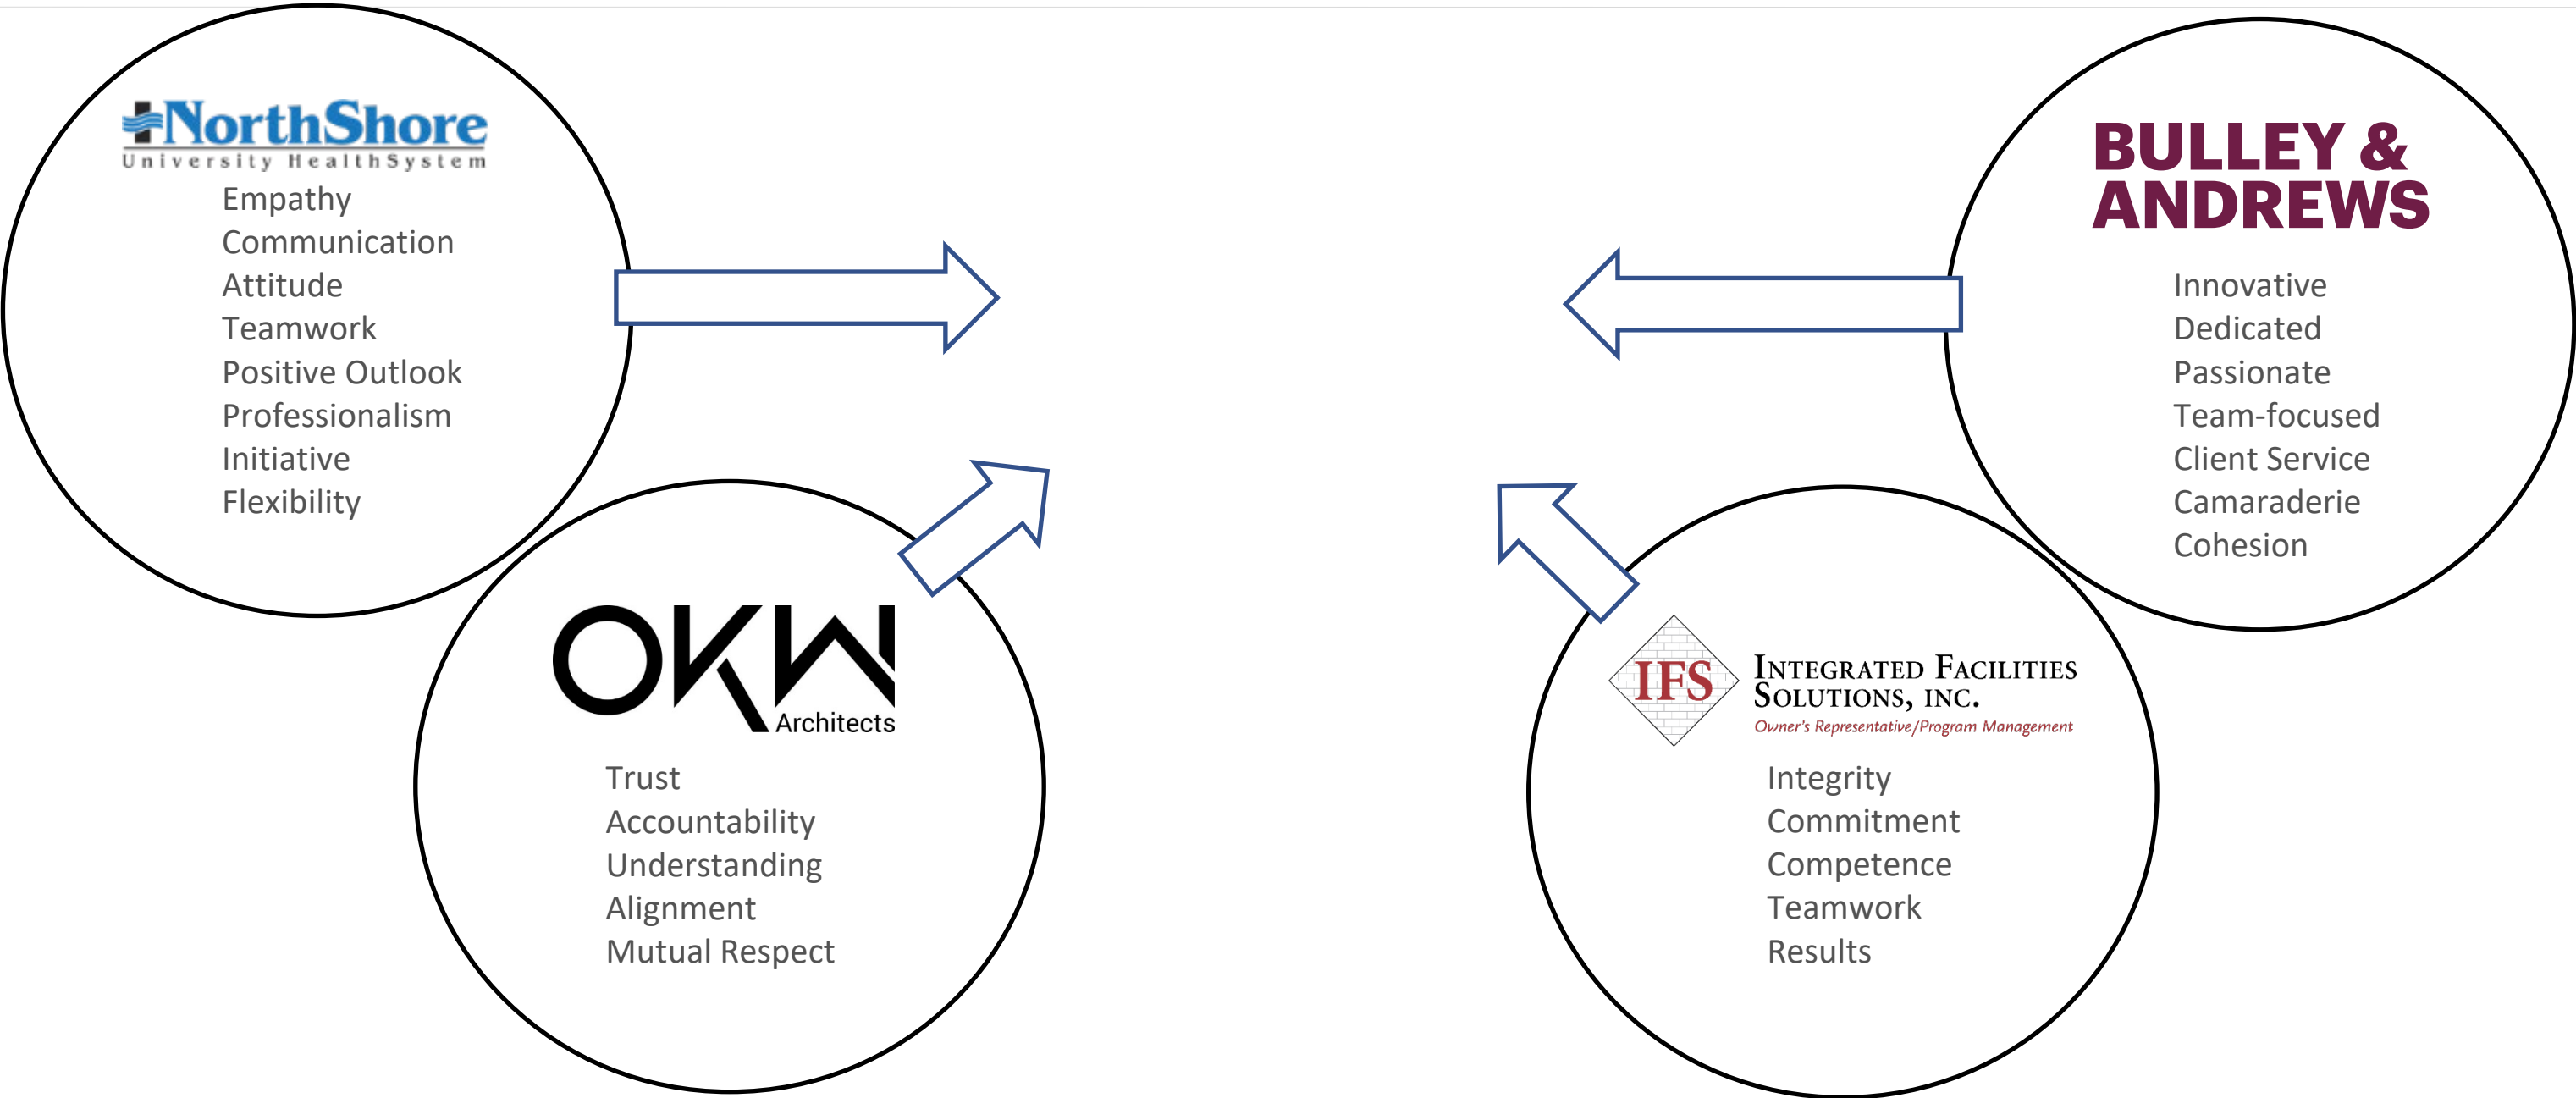 NorthShore
University HealthSystem
Empathy
Communication
Attitude
Teamwork
Positive Outlook
Professionalism
Initiative
Flexibility
OKW
Architects
Trust
Accountability
Understanding
Alignment
Mutual Respect
IFS
INTEGRATED FACILITIES
SOLUTIONS, INC.
Owner's Representative/Program Management
Integrity
Commitment
Competence
Teamwork
Results
BULLEY &
ANDREWS
Innovative
Dedicated
Passionate
Team-focused
Client Service
Camaraderie
Cohesion